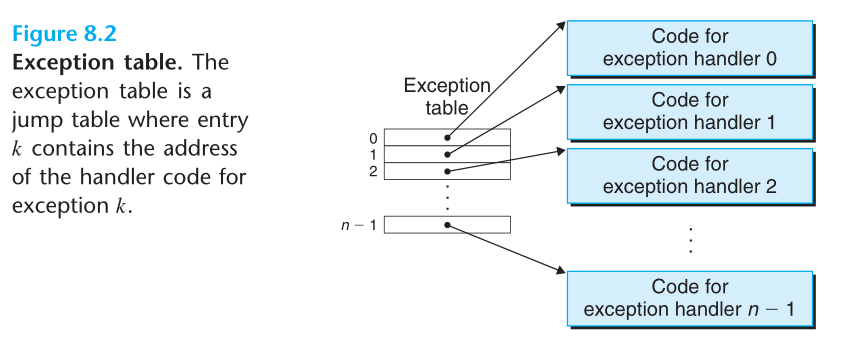 Figure 8.2
Exception table. The
exception table is a
jump table where entry
k contains the address
of the handler code for
exception k.
Exception
table
0
1
2
.
.
.
n − 1
Code for
exception handler 0
Code for
exception handler 1
Code for
exception handler 2
.
.
.
Code for
exception handler n − 1